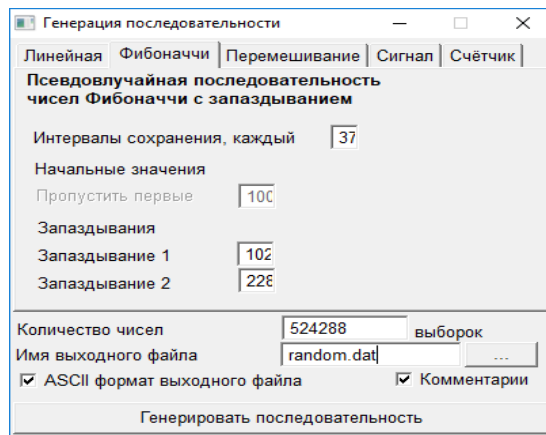 Генерация последовательности
Линейная Фибоначчи Перемешивание Сигнал Счётчик
Псевдовлучайная последовательность
чисел Фибоначчи с запаздыванием
Интервалы сохранения, каждый 37
Начальные значения
Пропустить первые 100
Запаздывания
Запаздывание 1 102
Запаздывание 2 228
Количество чисел 524288 выборок
Имя выходного файла random.dat ...
ASCII формат выходного файла Комментарии
Генерировать последовательность